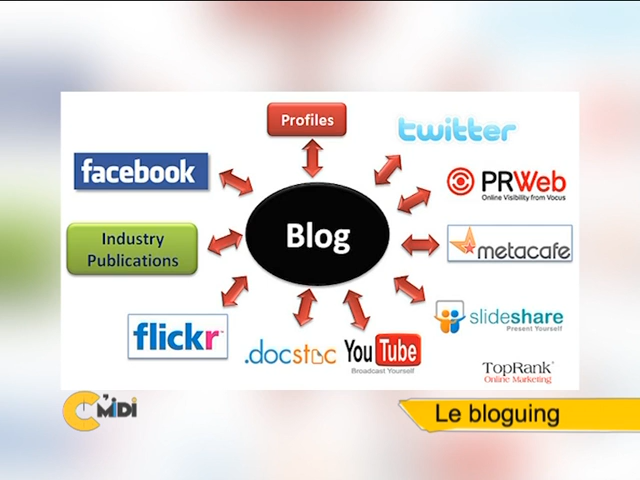 Profiles
twitter
facebook
PRWeb
Online Visibility from Vocus
Blog
Industry
Publications
metacafe
slideshare
Present Yourself
flickr™
.docstoc
YouTube
Broadcast Yourself
TopRank®
Online Marketing
C'MiDi
Le bloguing